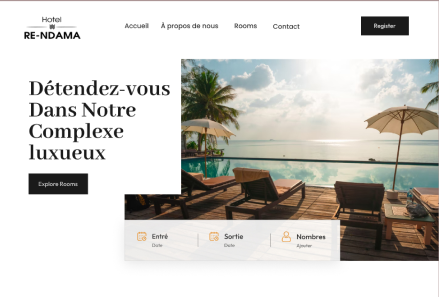 Hotel
RE-NDAMA
Accueil À propos de nous Rooms Contact
Register
Détendez-vous
Dans Notre
Complexe
luxueux
Explore Rooms
Entré
Date
Sortie
Date
Nombres
Ajouter